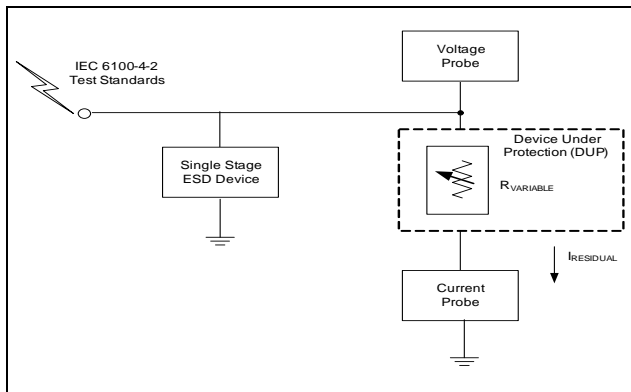 IEC 6100-4-2
Test Standards
Voltage
Probe
Single Stage
ESD Device
Device Under
Protection (DUP)
RVARIABLE
IRESIDUAL
Current
Probe